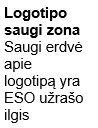 Logotipo
saugi zona
Saugi erdvė
apie
logotipą yra
ESO užrašo
ilgis